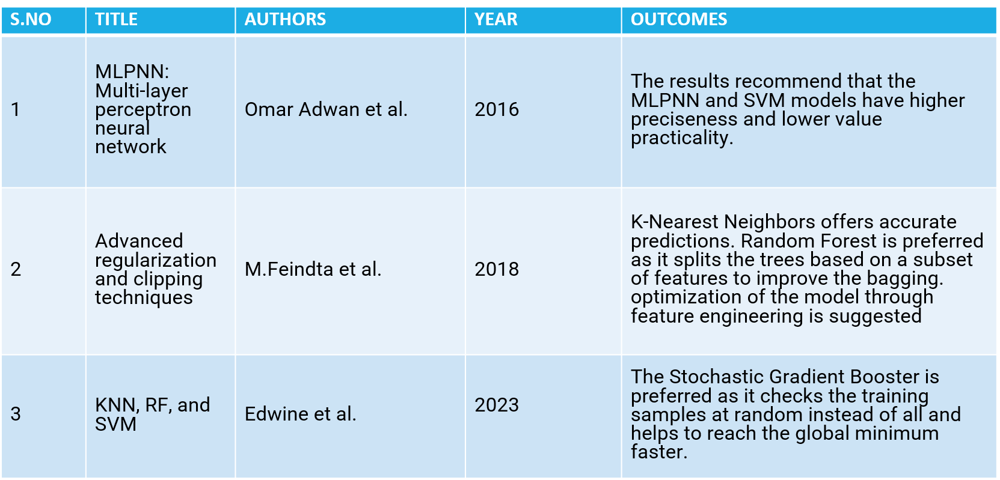 S.NO TITLE AUTHORS YEAR OUTCOMES
1
MLPNN:
Multi-layer
perceptron
neural
network
Omar Adwan et al.
2016
The results recommend that the
MLPNN and SVM models have higher
preciseness and lower value
practicality.
2
Advanced
regularization
and clipping
techniques
M.Feindta et al.
2018
K-Nearest Neighbors offers accurate
predictions. Random Forest is preferred
as it splits the trees based on a subset
of features to improve the bagging.
optimization of the model through
feature engineering is suggested
3
KNN, RF, and
SVM
Edwine et al.
2023
The Stochastic Gradient Booster is
preferred as it checks the training
samples at random instead of all and
helps to reach the global minimum
faster.